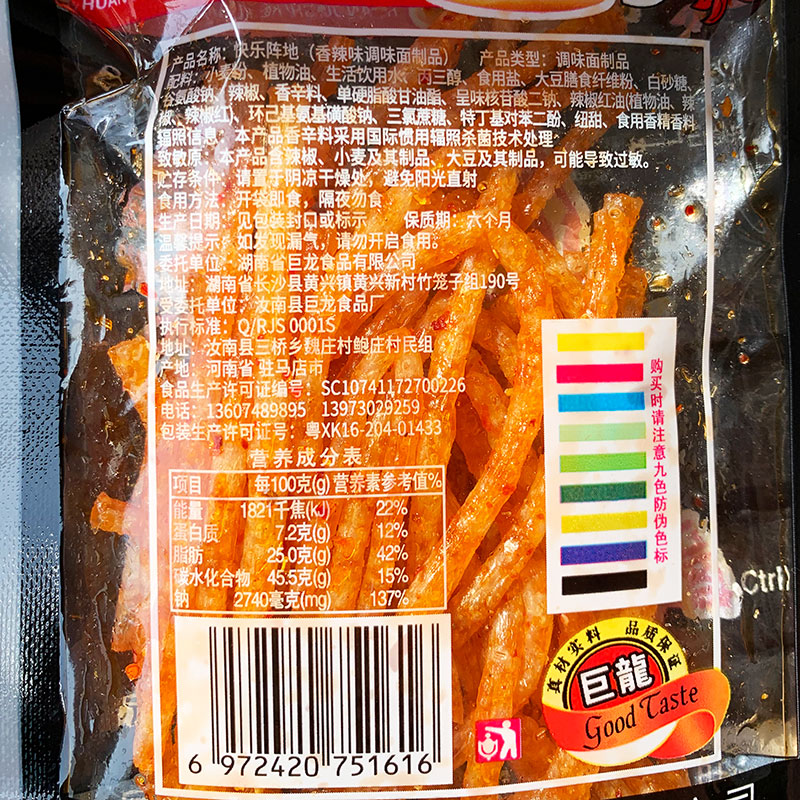 HUAN
产品名称：快乐阵地（香辣味调味面制品） 产品类型：调味面制品
配料：小麦粉、植物油、生活饮用水、丙三醇、食用盐、大豆膳食纤维粉、白砂糖、
谷氨酸钠、（辣椒、香辛料、单硬脂酸甘油酯、呈味核苷酸二钠、辣椒红油(植物油、辣
椒、辣椒红)、环己基氨基磺酸钠、三氯蔗糖、特丁基对苯二酚、纽甜、食用香精香料
辐照信息：本产品香辛料采用国际惯用辐照杀菌技术处理
致敏原：本产品含辣椒、小麦及其制品、大豆及其制品，可能导致过敏。
贮存条件：请置于阴凉干燥处，避免阳光直射
食用方法：开袋即食，隔夜勿食
生产日期：见包装封口或标示 保质期：六个月
温馨提示：如发现漏气，请勿开启食用。
委托单位：湖南省巨龙食品有限公司
地址：湖南省长沙县黄兴镇黄兴新村竹笼子组190号
受委托单位：汝南县巨龙食品厂
执行标准：Q/RJS 0001S
地址：汝南县三桥乡魏庄村鲍庄村民组
产地：河南省 驻马店市
食品生产许可证编号：SC10741172700226
电话：13607489895 13973029259
包装生产许可证号：粤XK16-204-01433
营养成分表
项目 每100克(g) 营养素参考值%
能量 1821千焦(kJ) 22%
蛋白质 7.2克(g) 12%
脂肪 25.0克(g) 42%
碳水化合物 45.5克(g) 15%
钠 2740毫克(mg) 137%
6 972420 751616
购买时请注意九色防伪色标
Ctrl)
真材实料 品质保证
巨龍
Good Taste
司